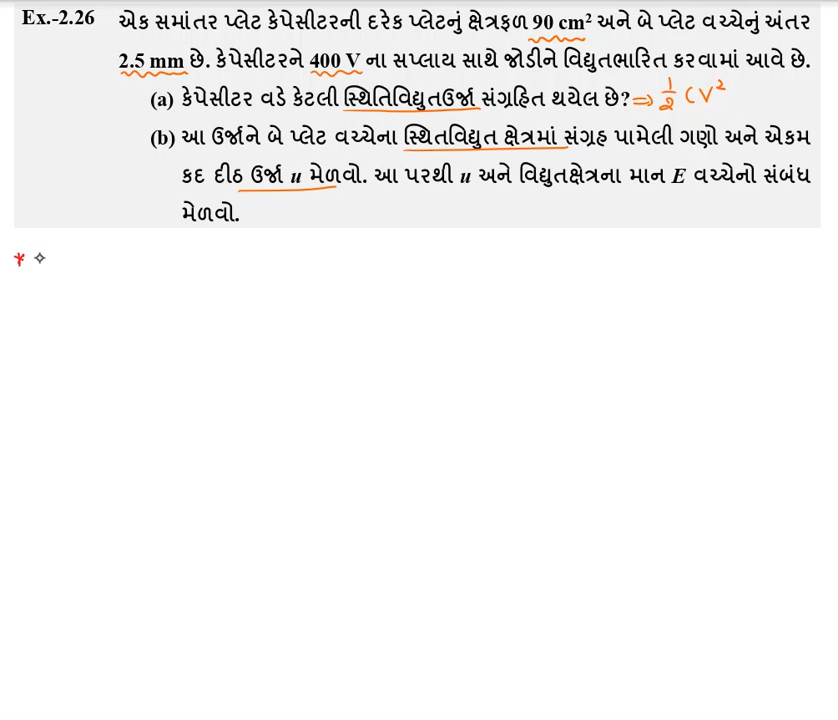 Ex.-2.26 એક સમાંતર પ્લેટ કેપેસીટરની દરેક પ્લેટનું ક્ષેત્રફળ 90 cm² અને બે પ્લેટ વચ્ચેનું અંતર
2.5 mm છે. કેપેસીટરને 400 V ના સપ્લાય સાથે જોડીને વિદ્યુતભારિત કરવામાં આવે છે.
(a) કેપેસીટર વડે કેટલી સ્થિતિવિદ્યુતઉર્જા સંગ્રહિત થયેલ છે? ⇒ 1/2 CV²
(b) આ ઉર્જાને બે પ્લેટ વચ્ચેના સ્થિતવિદ્યુત ક્ષેત્રમાં સંગ્રહ પામેલી ગણો અને એકમ
કદ દીઠ ઉર્જા u મેળવો. આ પરથી u અને વિદ્યુતક્ષેત્રના માન E વચ્ચેનો સંબંધ
મેળવો.